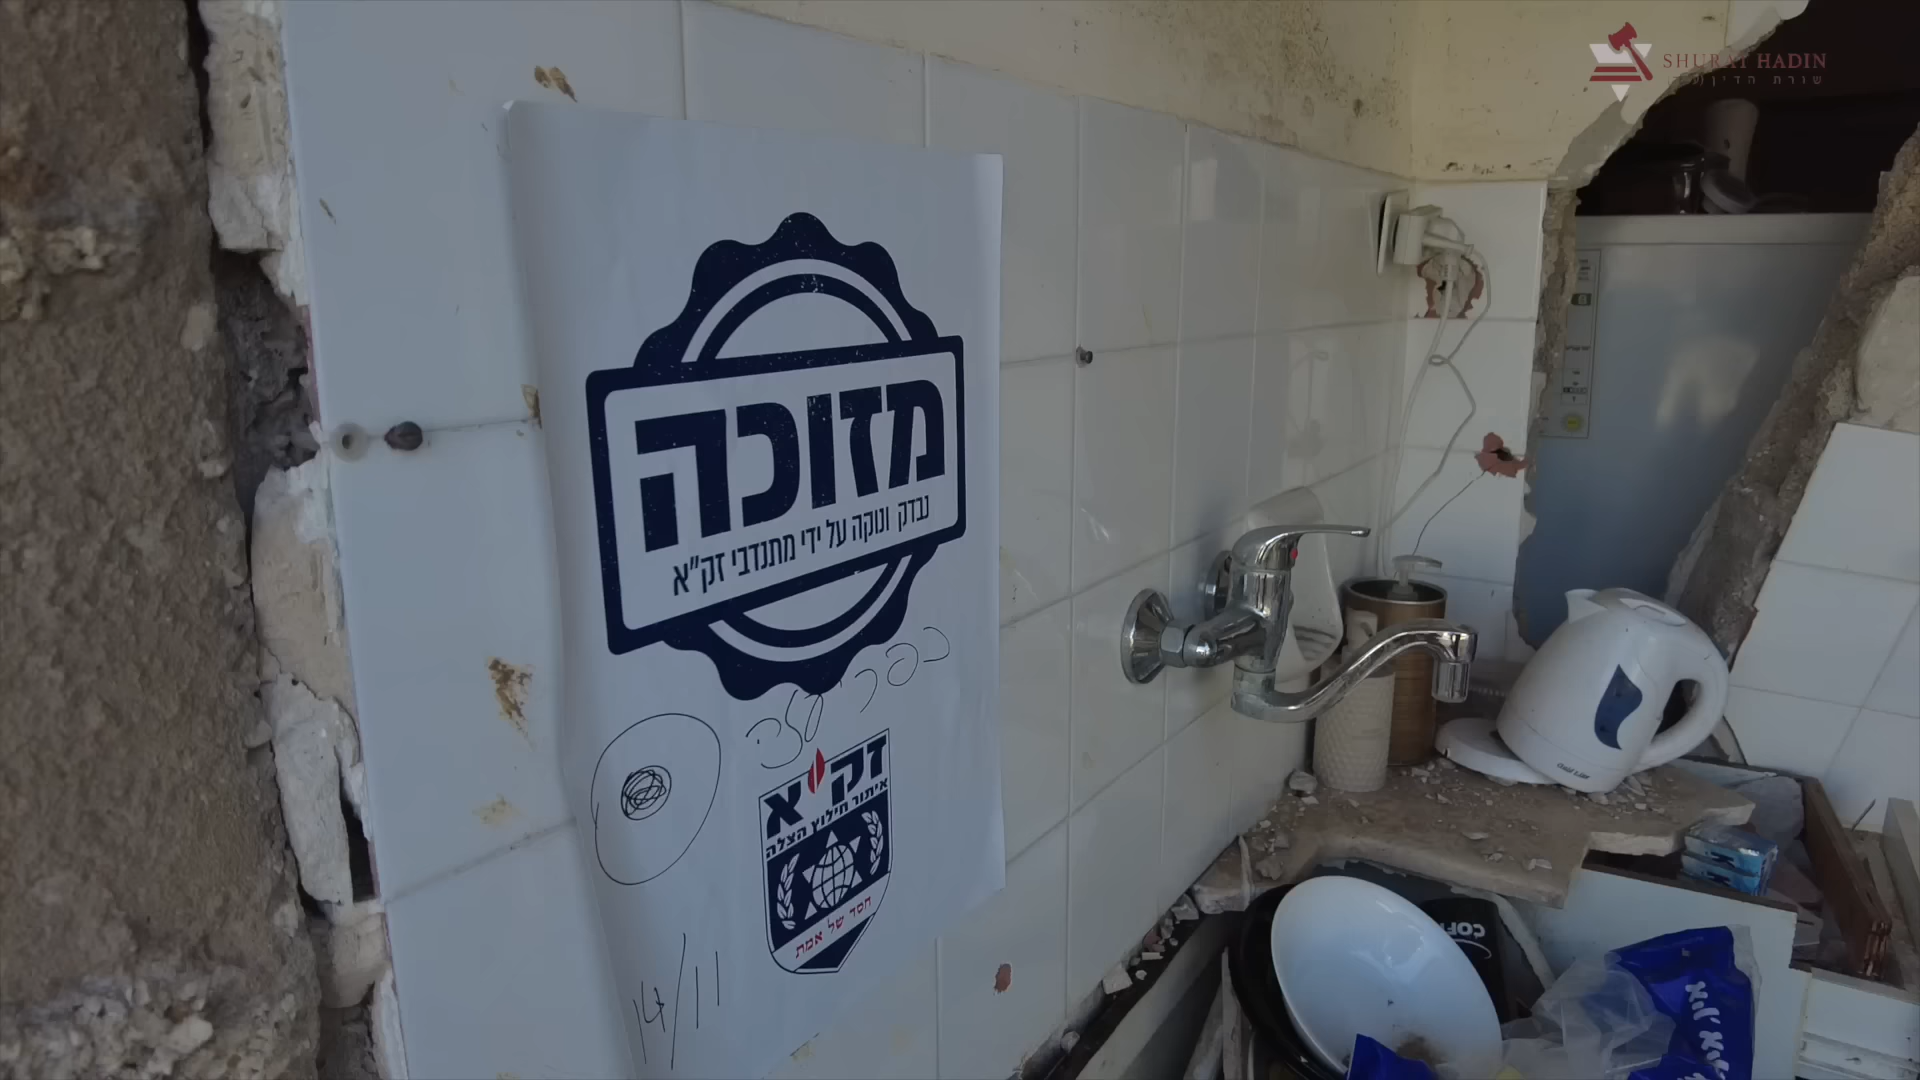 SHURAT HADIN
שורת הדין
מזוכה
נבדק ונוקה על ידי מתנדבי זק"א
כפר עזה
זק"א
איתור חילוץ הצלה
חסד של אמת
14/11